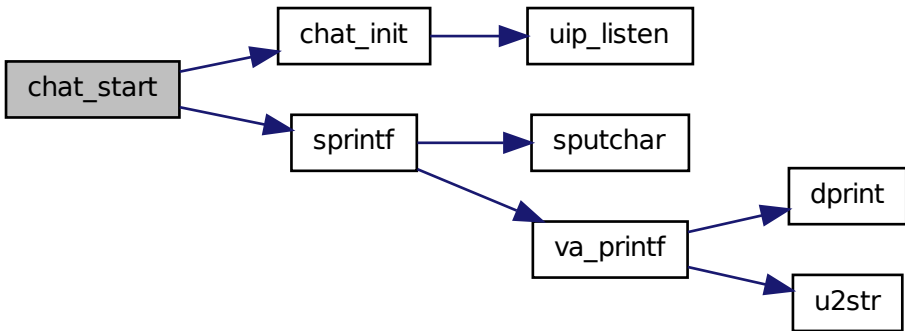 chat_start
chat_init
uip_listen
sprintf
sputchar
va_printf
dprint
u2str